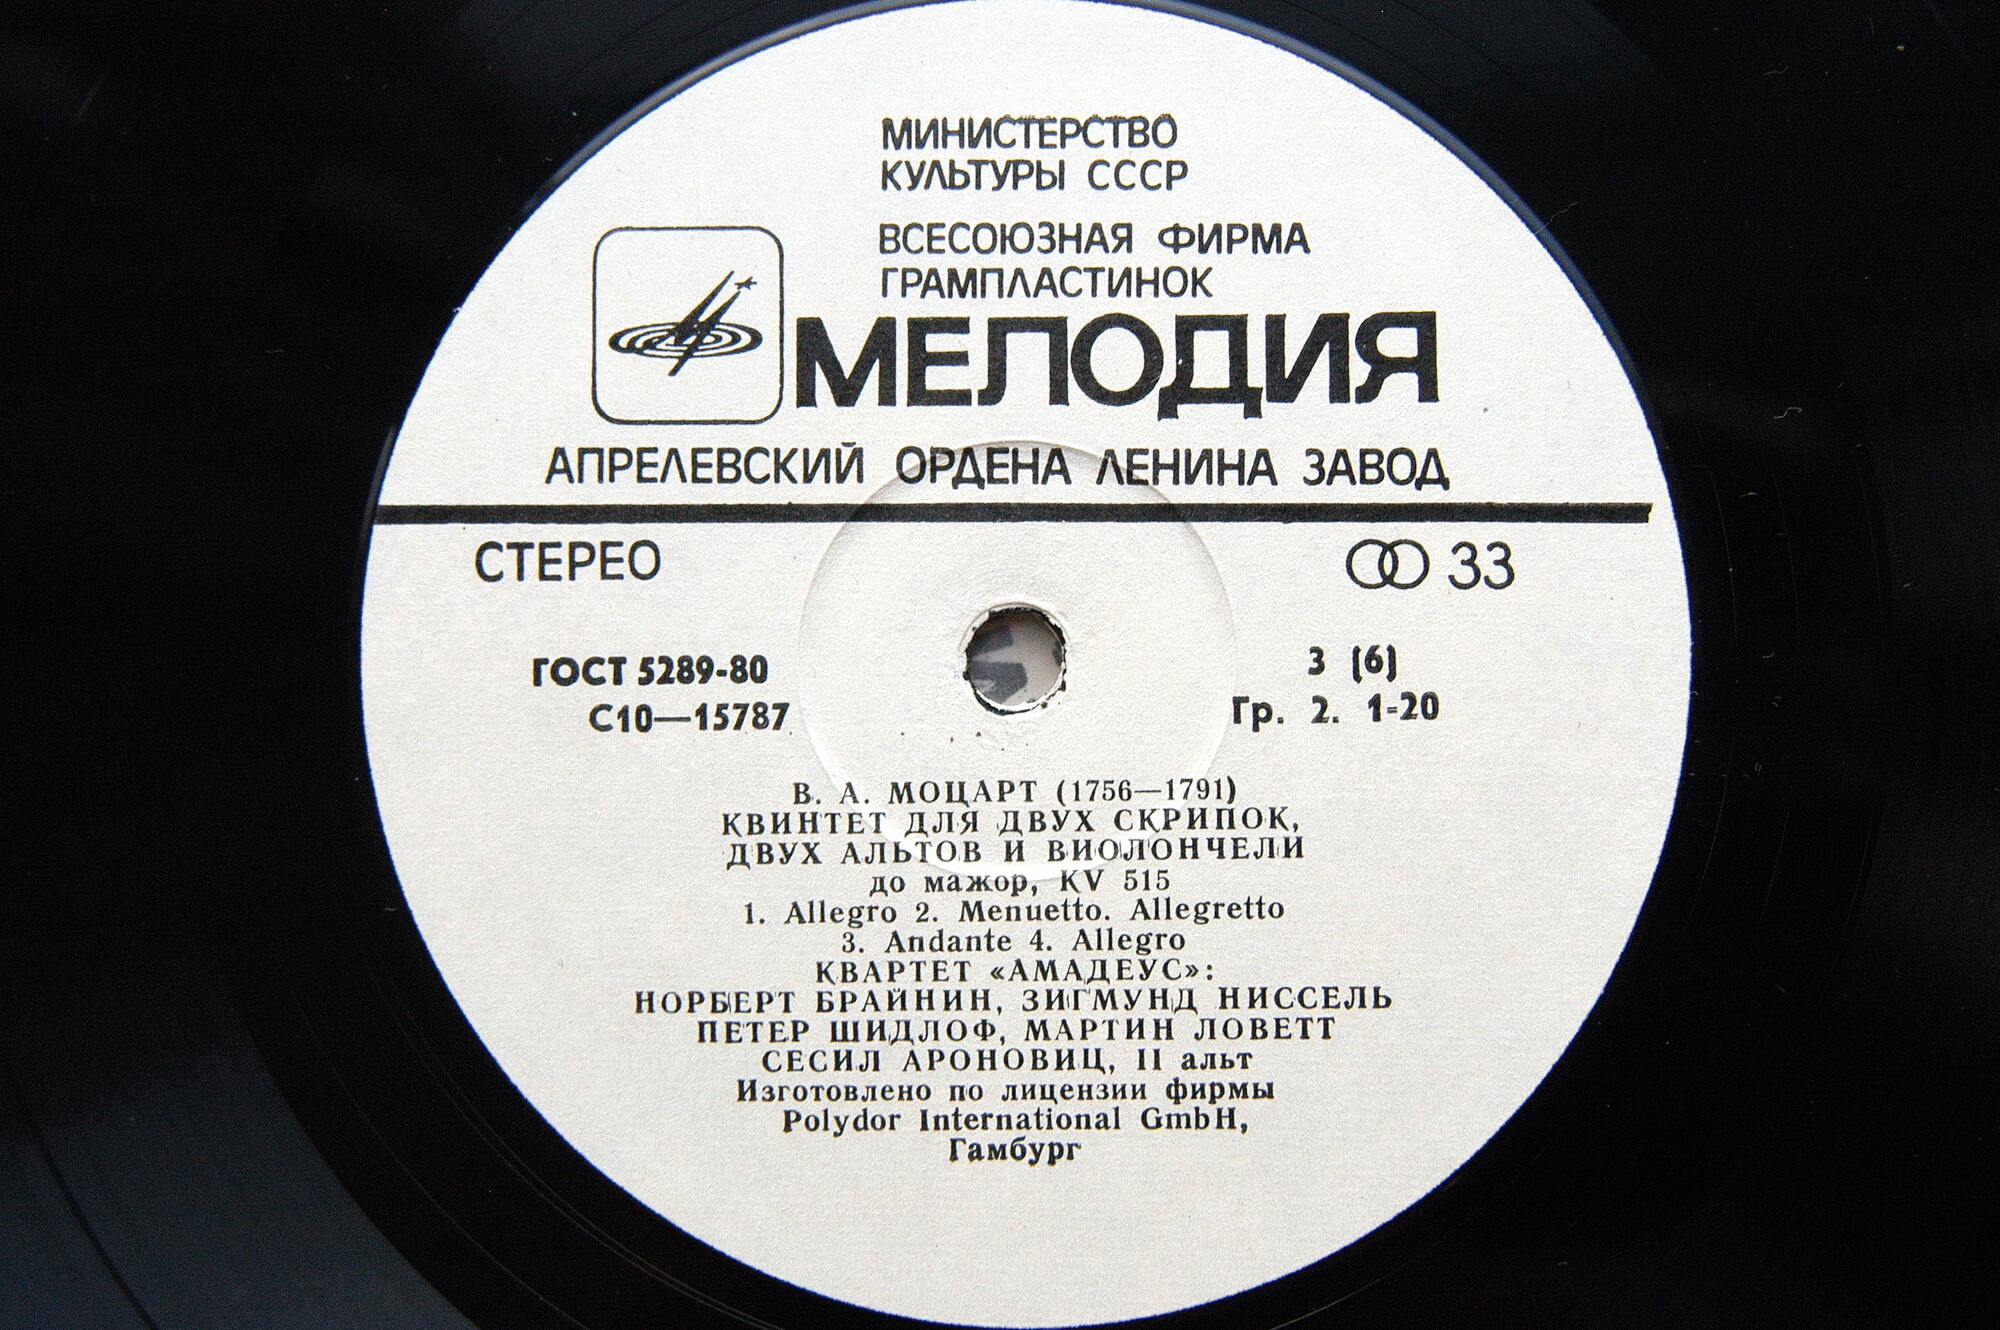 МИНИСТЕРСТВО
КУЛЬТУРЫ СССР
ВСЕСОЮЗНАЯ ФИРМА
ГРАМПЛАСТИНОК
МЕЛОДИЯ
АПРЕЛЕВСКИЙ ОРДЕНА ЛЕНИНА ЗАВОД
СТЕРЕО 33
ГОСТ 5289-80 3 (6)
С10—15787 Гр. 2. 1-20
В. А. МОЦАРТ (1756—1791)
КВИНТЕТ ДЛЯ ДВУХ СКРИПОК,
ДВУХ АЛЬТОВ И ВИОЛОНЧЕЛИ
до мажор, KV 515
1. Allegro 2. Menuetto. Allegretto
3. Andante 4. Allegro
КВАРТЕТ «АМАДЕУС»:
НОРБЕРТ БРАЙНИН, ЗИГМУНД НИССЕЛЬ
ПЕТЕР ШИДЛОФ, МАРТИН ЛОВЕТТ
СЕСИЛ АРОНОВИЦ, II альт
Изготовлено по лицензии фирмы
Polydor International GmbH,
Гамбург